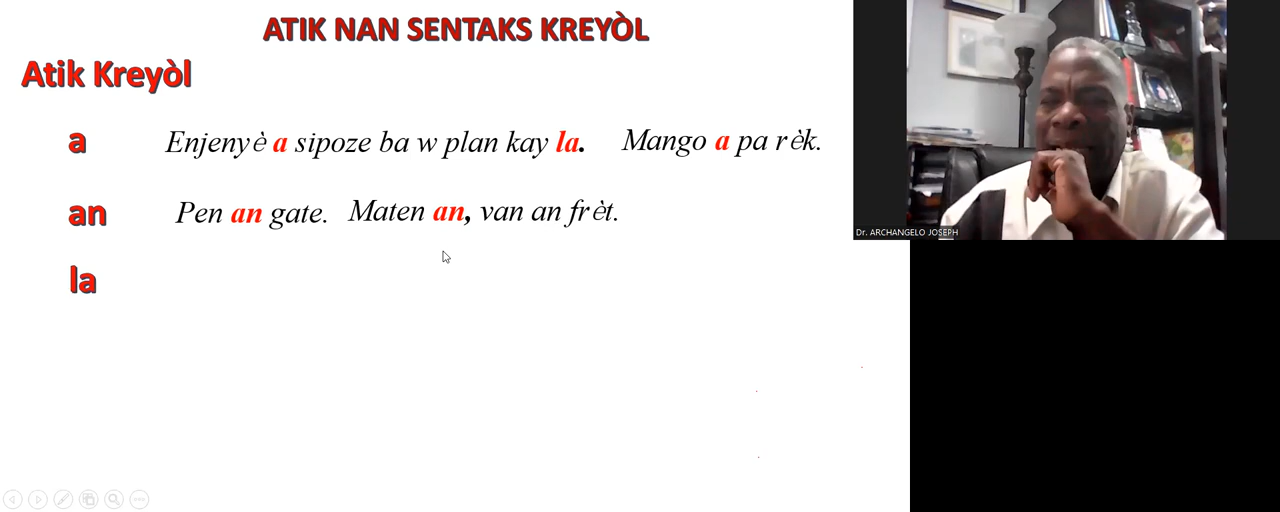 ATIK NAN SENTAKS KREYÒL
Atik Kreyòl
a Enjenyè a sipoze ba w plan kay la. Mango a pa rèk.
an Pen an gate. Maten an, van an frèt.
la
Dr. ARCHANGELO JOSEPH